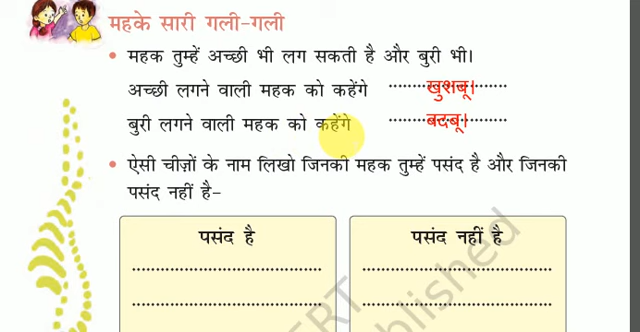 महके सारी गली-गली
• महक तुम्हें अच्छी भी लग सकती है और बुरी भी।
अच्छी लगने वाली महक को कहेंगे ........खुशबू।........
बुरी लगने वाली महक को कहेंगे ........बदबू।........
• ऐसी चीज़ों के नाम लिखो जिनकी महक तुम्हें पसंद है और जिनकी
पसंद नहीं है–
पसंद है
पसंद नहीं है